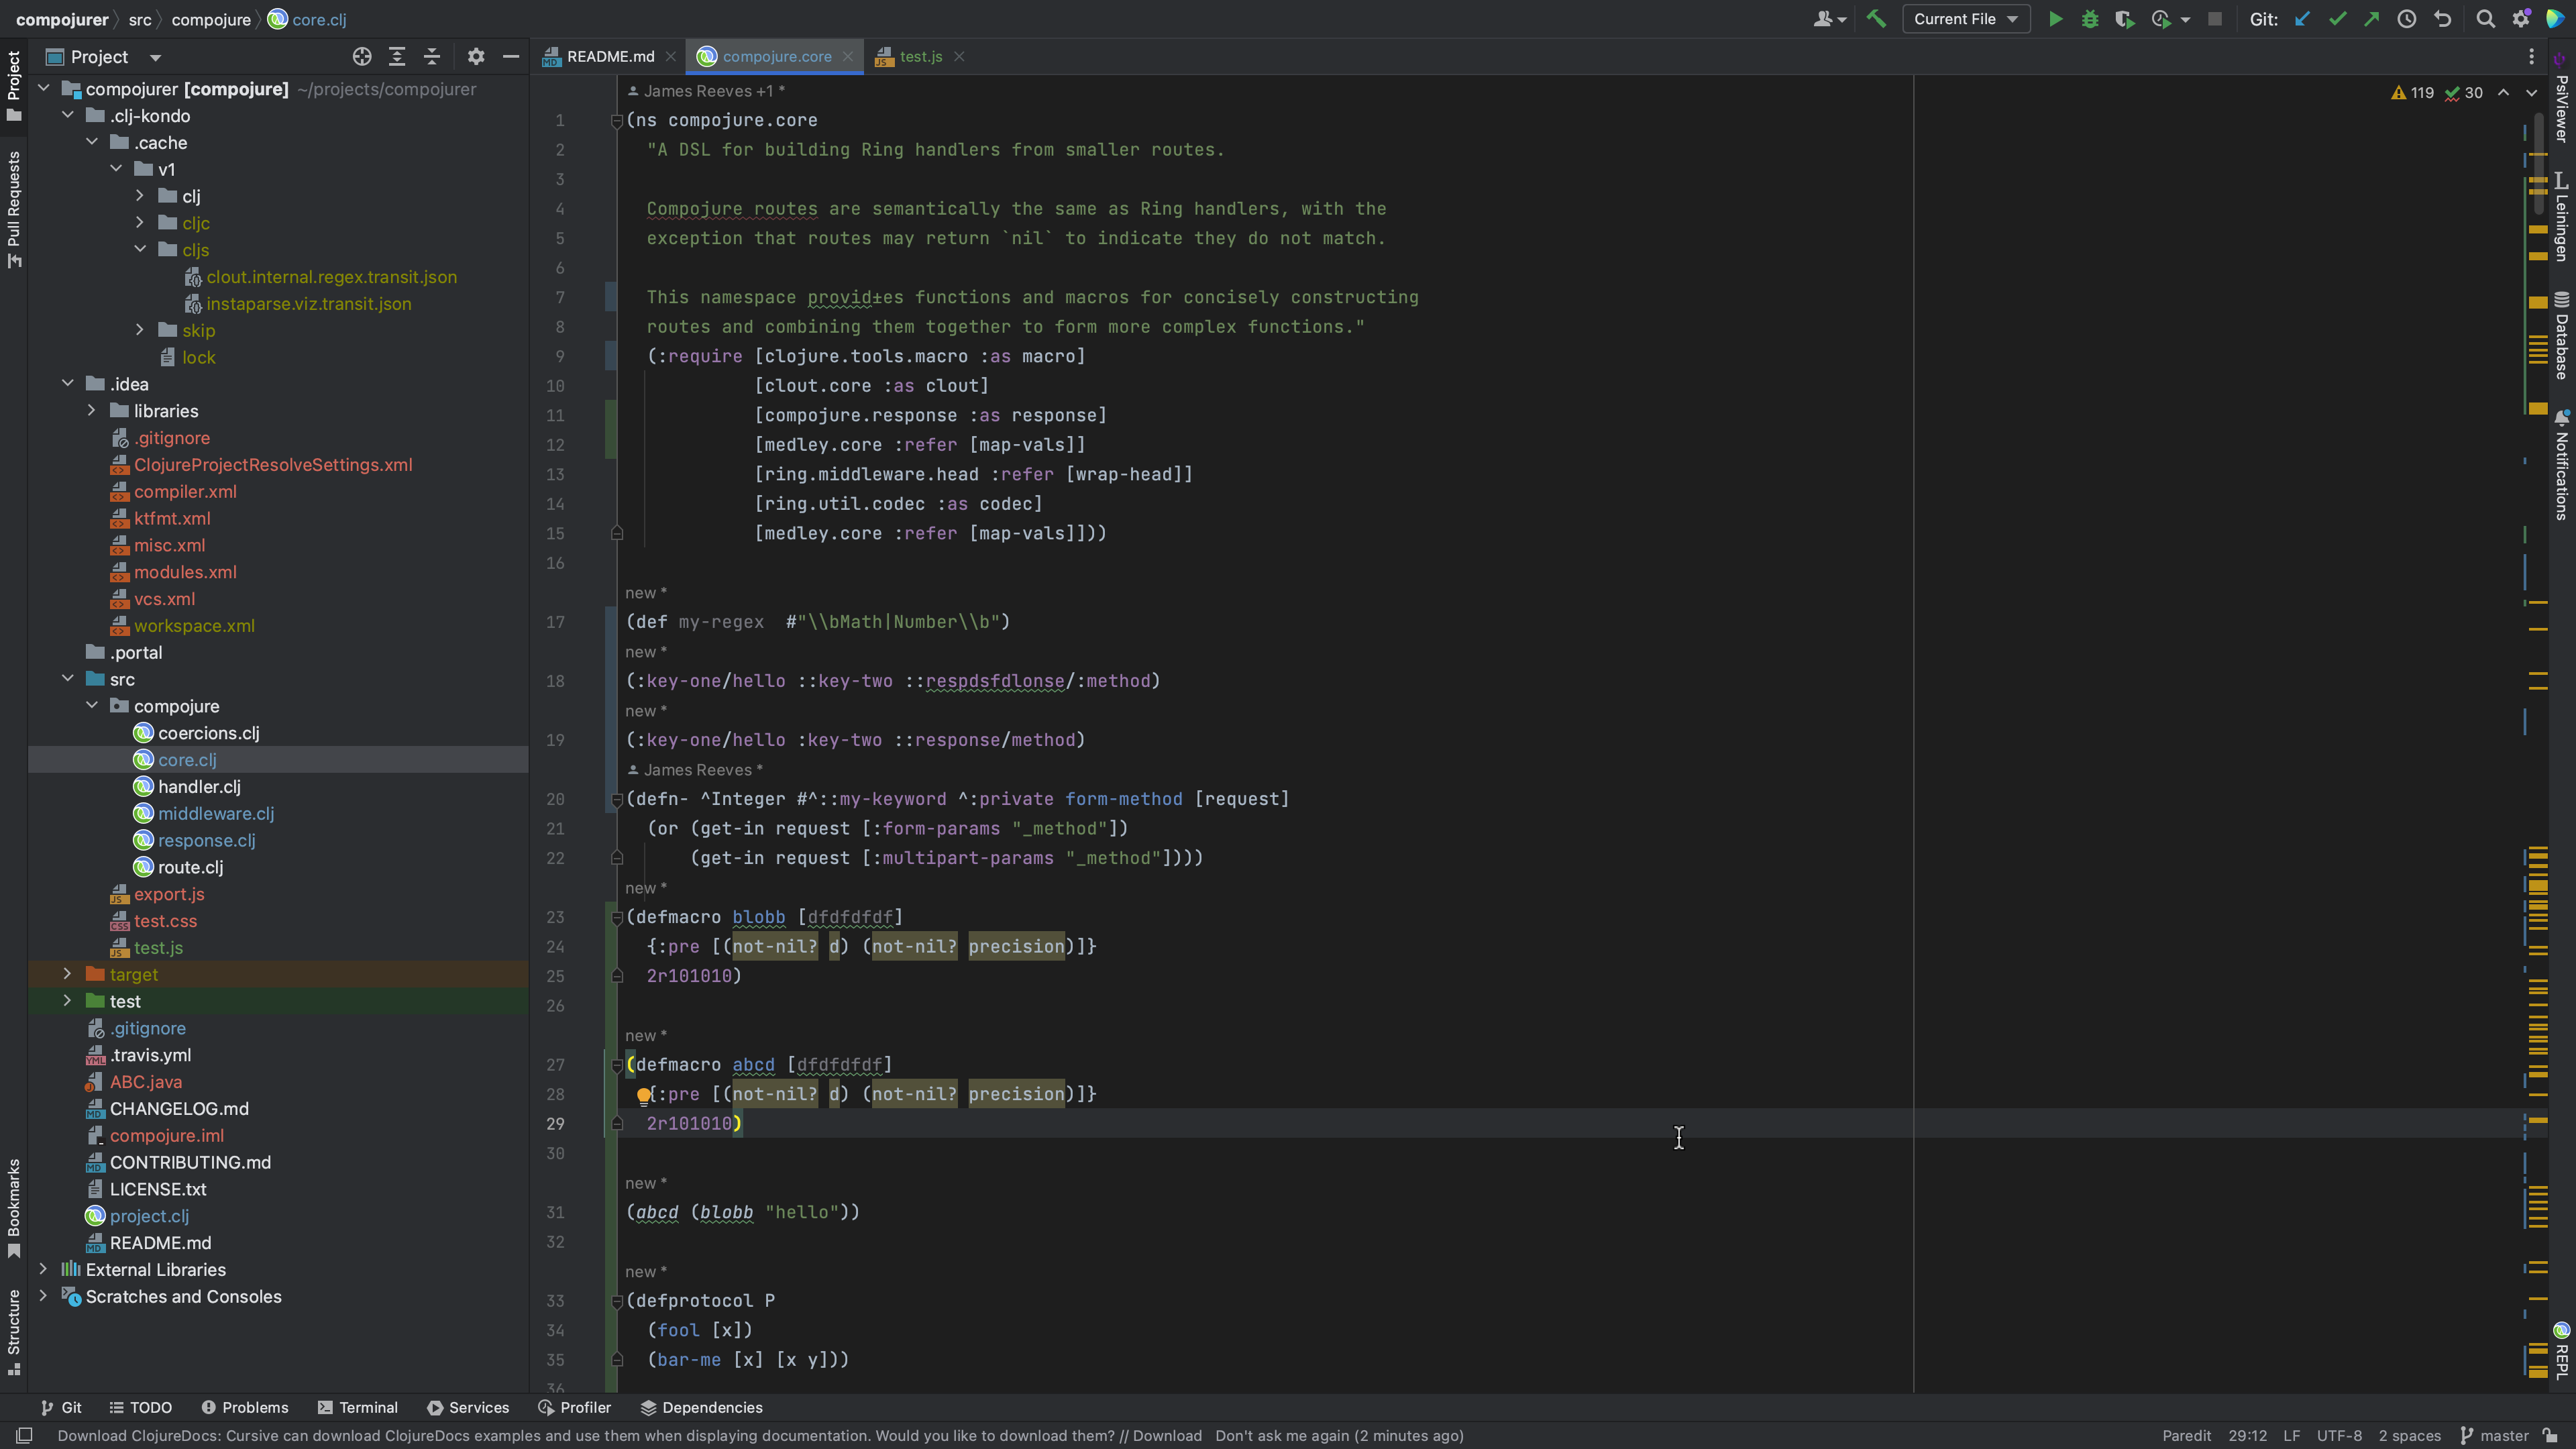 compojurer src compojure core.clj
Current File
Git:
Project
README.md
compojure.core
test.js
Project
Pull Requests
Bookmarks
Structure
compojurer [compojure] ~/projects/compojurer
.clj-kondo
.cache
v1
clj
cljc
cljs
clout.internal.regex.transit.json
instaparse.viz.transit.json
skip
lock
.idea
libraries
.gitignore
ClojureProjectResolveSettings.xml
compiler.xml
ktfmt.xml
misc.xml
modules.xml
vcs.xml
workspace.xml
.portal
src
compojure
coercions.clj
core.clj
handler.clj
middleware.clj
response.clj
route.clj
export.js
test.css
test.js
target
test
.gitignore
.travis.yml
ABC.java
CHANGELOG.md
compojure.iml
CONTRIBUTING.md
LICENSE.txt
project.clj
README.md
External Libraries
Scratches and Consoles
James Reeves +1 *
119 30
1 (ns compojure.core
2 "A DSL for building Ring handlers from smaller routes.
3
4 Compojure routes are semantically the same as Ring handlers, with the
5 exception that routes may return `nil` to indicate they do not match.
6
7 This namespace provid±es functions and macros for concisely constructing
8 routes and combining them together to form more complex functions."
9 (:require [clojure.tools.macro :as macro]
10 [clout.core :as clout]
11 [compojure.response :as response]
12 [medley.core :refer [map-vals]]
13 [ring.middleware.head :refer [wrap-head]]
14 [ring.util.codec :as codec]
15 [medley.core :refer [map-vals]]))
16
new *
17 (def my-regex #"\\bMath|Number\\b")
new *
18 (:key-one/hello ::key-two ::respdsfdlonse/:method)
new *
19 (:key-one/hello :key-two ::response/method)
James Reeves *
20 (defn- ^Integer #^::my-keyword ^:private form-method [request]
21 (or (get-in request [:form-params "_method"])
22 (get-in request [:multipart-params "_method"])))
new *
23 (defmacro blobb [dfdfdfdf]
24 {:pre [(not-nil? d) (not-nil? precision)]}
25 2r101010)
26
new *
27 (defmacro abcd [dfdfdfdf]
28 {:pre [(not-nil? d) (not-nil? precision)]}
29 2r101010)
30
new *
31 (abcd (blobb "hello"))
32
new *
33 (defprotocol P
34 (fool [x])
35 (bar-me [x] [x y]))
36
PsiViewer
Leiningen
Database
Notifications
REPL
Git TODO Problems Terminal Services Profiler Dependencies
Download ClojureDocs: Cursive can download ClojureDocs examples and use them when displaying documentation. Would you like to download them? // Download Don't ask me again (2 minutes ago)
Paredit 29:12 LF UTF-8 2 spaces master